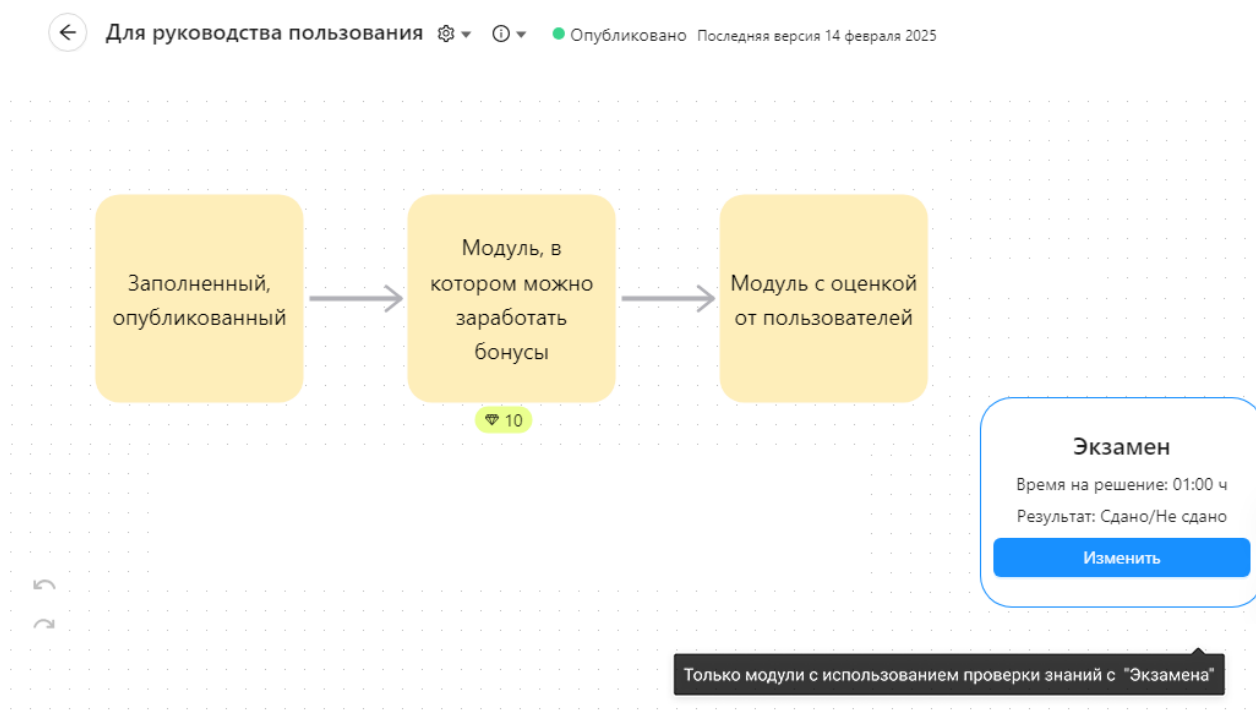 Для руководства пользования
Опубликовано Последняя версия 14 февраля 2025
Заполненный,
опубликованный
Модуль, в
котором можно
заработать
бонусы
10
Модуль с оценкой
от пользователей
Экзамен
Время на решение: 01:00 ч
Результат: Сдано/Не сдано
Изменить
Только модули с использованием проверки знаний с "Экзамена"